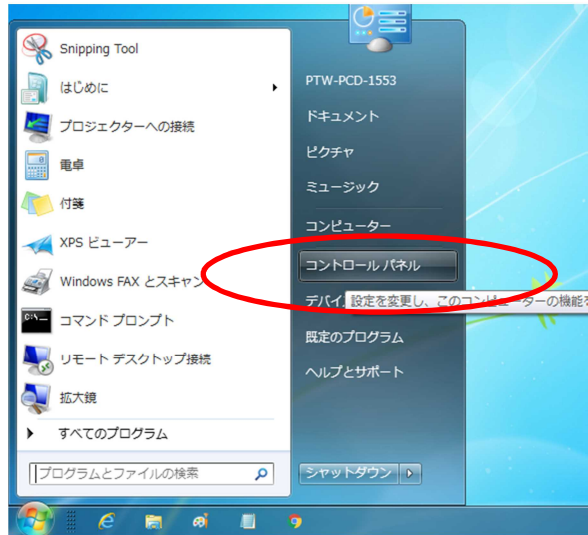 Snipping Tool
はじめに
プロジェクターへの接続
電卓
付箋
XPS ビューアー
Windows FAX とスキャン
コマンド プロンプト
リモート デスクトップ接続
拡大鏡
すべてのプログラム
プログラムとファイルの検索
PTW-PCD-1553
ドキュメント
ピクチャ
ミュージック
コンピューター
コントロール パネル
デバイ
設定を変更し、このコンピューターの機能を
既定のプログラム
ヘルプとサポート
シャットダウン